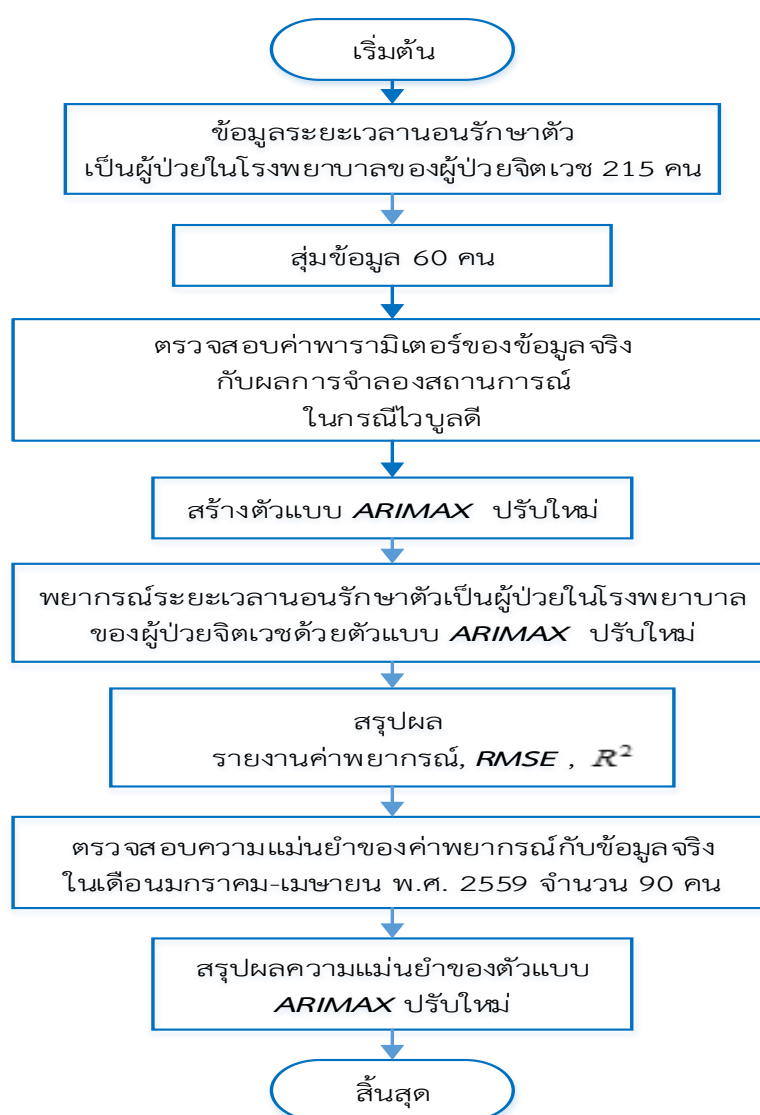 เริ่มต้น
ข้อมูลระยะเวลานอนรักษาตัว
เป็นผู้ป่วยในโรงพยาบาลของผู้ป่วยจิตเวช 215 คน
สุ่มข้อมูล 60 คน
ตรวจสอบค่าพารามิเตอร์ของข้อมูลจริง
กับผลการจำลองสถานการณ์
ในกรณีไวบูลดี
สร้างตัวแบบ ARIMAX ปรับใหม่
พยากรณ์ระยะเวลานอนรักษาตัวเป็นผู้ป่วยในโรงพยาบาล
ของผู้ป่วยจิตเวชด้วยตัวแบบ ARIMAX ปรับใหม่
สรุปผล
รายงานค่าพยากรณ์, RMSE , R²
ตรวจสอบความแม่นยำของค่าพยากรณ์กับข้อมูลจริง
ในเดือนมกราคม-เมษายน พ.ศ. 2559 จำนวน 90 คน
สรุปผลความแม่นยำของตัวแบบ
ARIMAX ปรับใหม่
สิ้นสุด